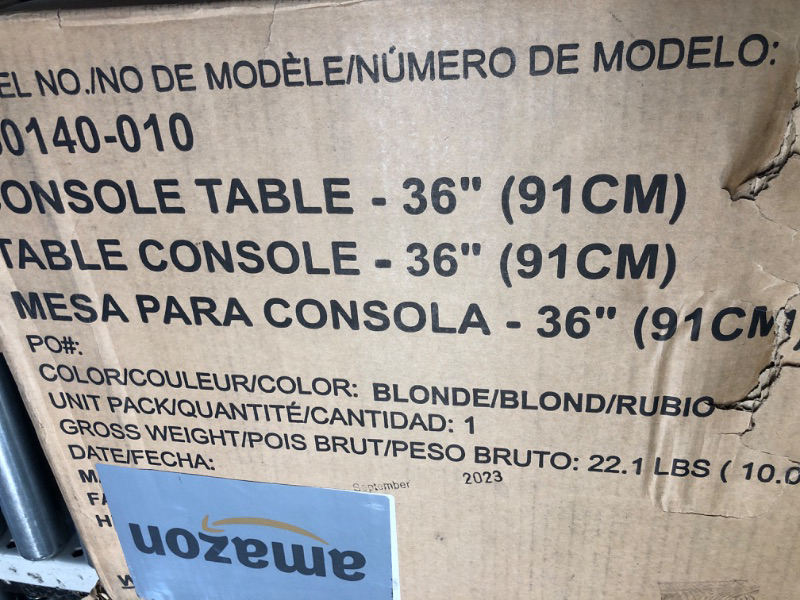 EL NO./NO DE MODÈLE/NÚMERO DE MODELO:
0140-010
CONSOLE TABLE - 36" (91CM)
TABLE CONSOLE - 36" (91CM)
MESA PARA CONSOLA - 36" (91CM)
PO#:
COLOR/COULEUR/COLOR: BLONDE/BLOND/RUBIO
UNIT PACK/QUANTITÉ/CANTIDAD: 1
GROSS WEIGHT/POIS BRUT/PESO BRUTO: 22.1 LBS ( 10.0
DATE/FECHA:
September 2023
M
FA
H
amazon
W